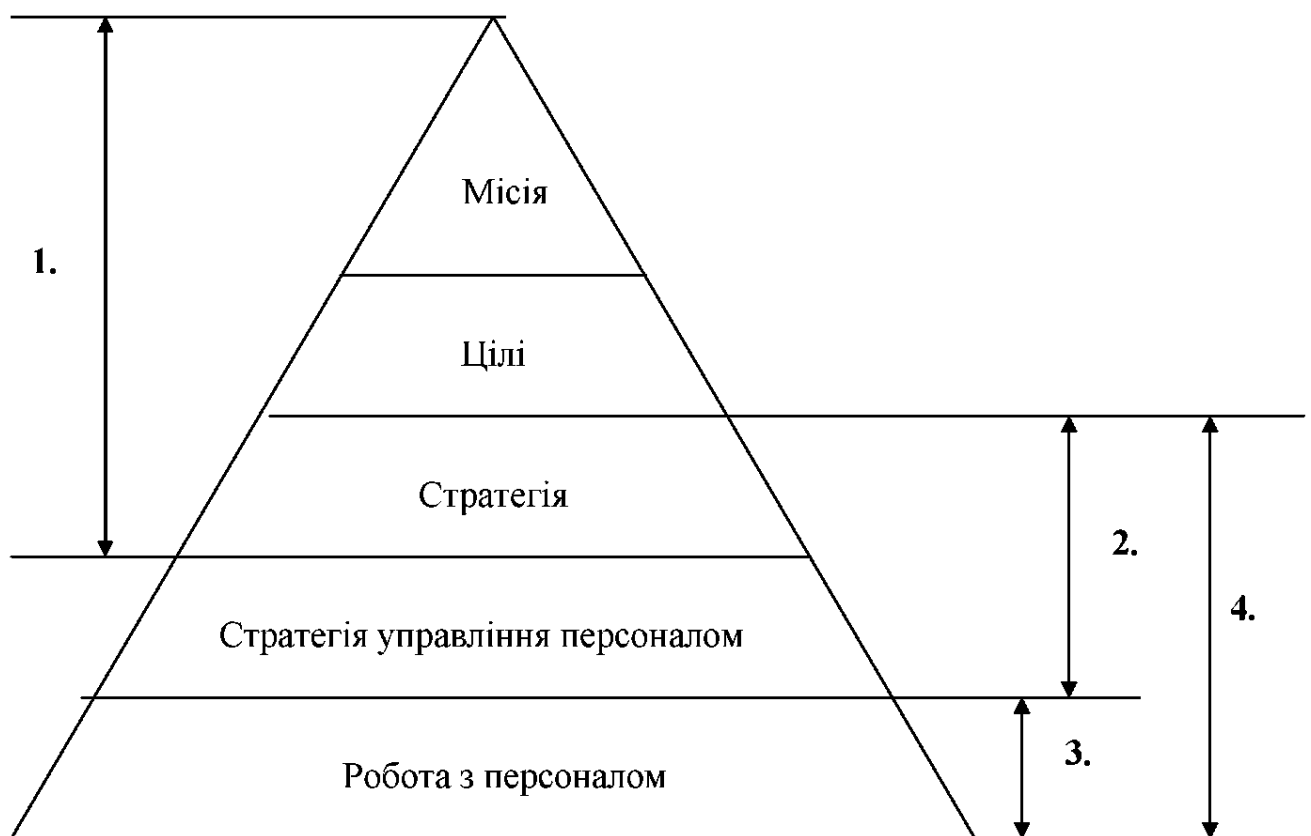 Місія
1.
Цілі
Стратегія
2.
4.
Стратегія управління персоналом
3.
Робота з персоналом